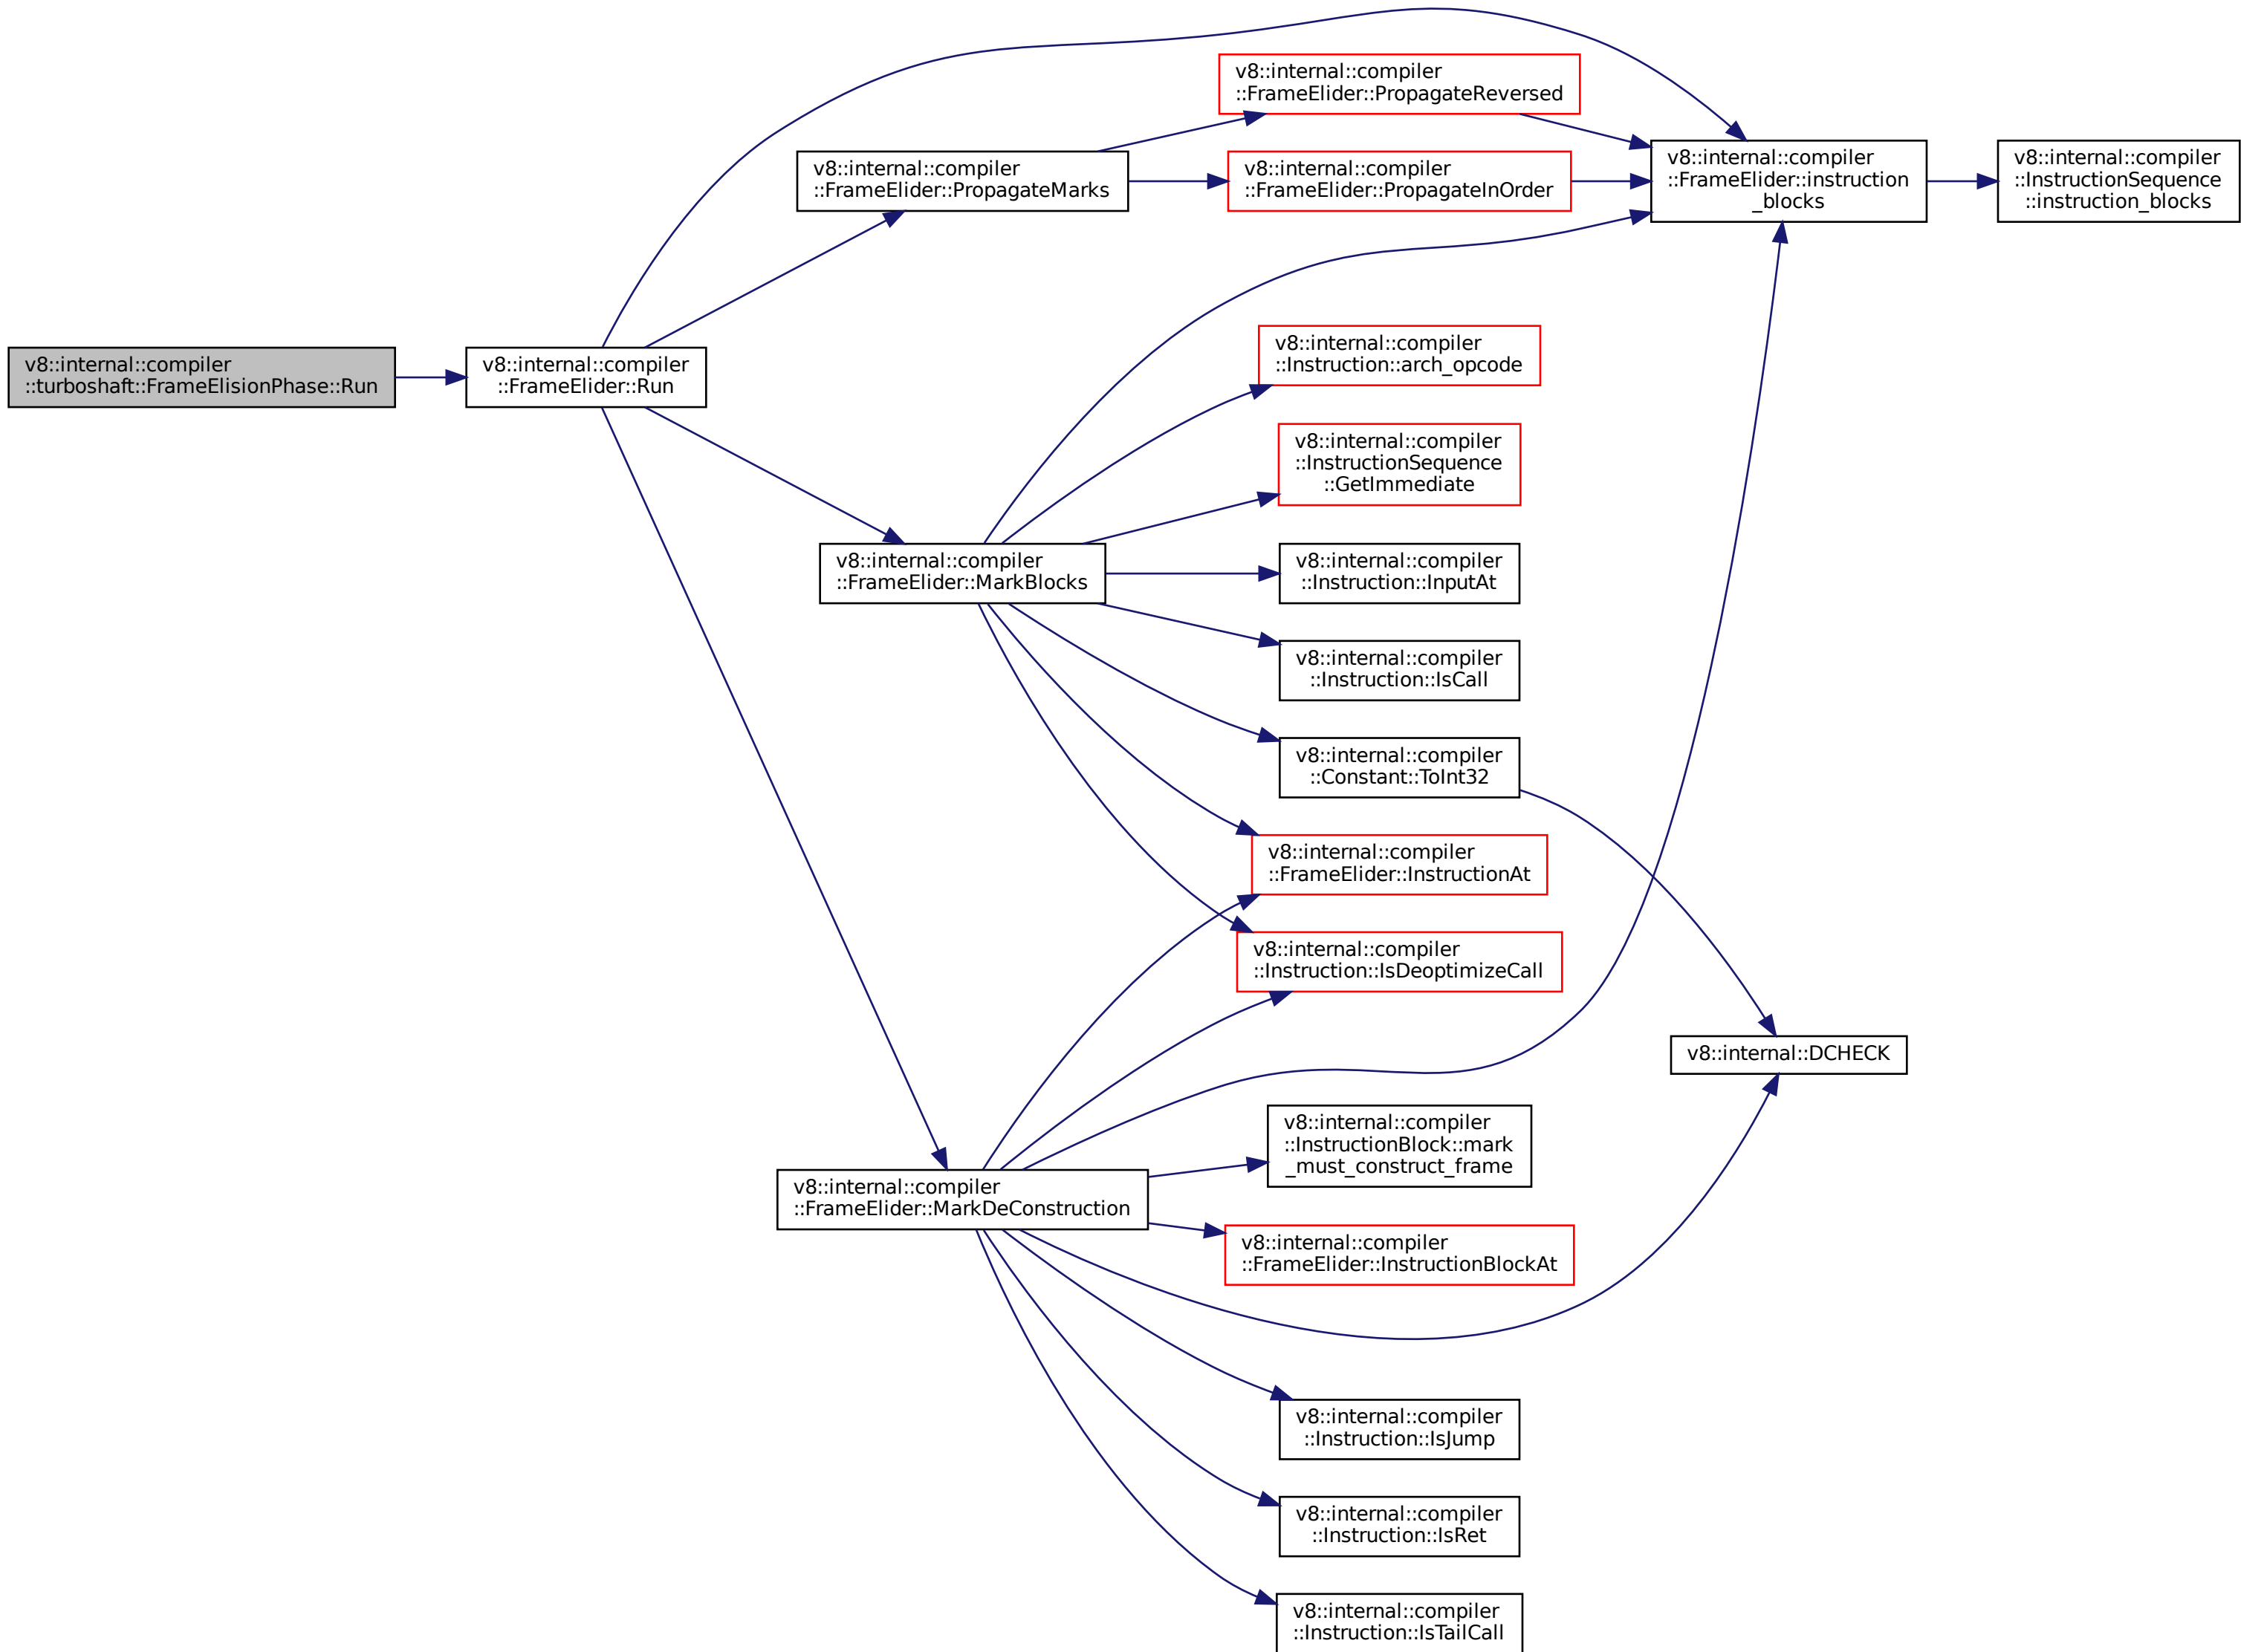 v8::internal::compiler
::turboshaft::FrameElisionPhase::Run
v8::internal::compiler
::FrameElider::Run
v8::internal::compiler
::FrameElider::PropagateMarks
v8::internal::compiler
::FrameElider::PropagateReversed
v8::internal::compiler
::FrameElider::PropagateInOrder
v8::internal::compiler
::FrameElider::instruction
_blocks
v8::internal::compiler
::InstructionSequence
::instruction_blocks
v8::internal::compiler
::FrameElider::MarkBlocks
v8::internal::compiler
::Instruction::arch_opcode
v8::internal::compiler
::InstructionSequence
::GetImmediate
v8::internal::compiler
::Instruction::InputAt
v8::internal::compiler
::Instruction::IsCall
v8::internal::compiler
::Constant::ToInt32
v8::internal::compiler
::FrameElider::InstructionAt
v8::internal::compiler
::Instruction::IsDeoptimizeCall
v8::internal::DCHECK
v8::internal::compiler
::FrameElider::MarkDeConstruction
v8::internal::compiler
::InstructionBlock::mark
_must_construct_frame
v8::internal::compiler
::FrameElider::InstructionBlockAt
v8::internal::compiler
::Instruction::IsJump
v8::internal::compiler
::Instruction::IsRet
v8::internal::compiler
::Instruction::IsTailCall